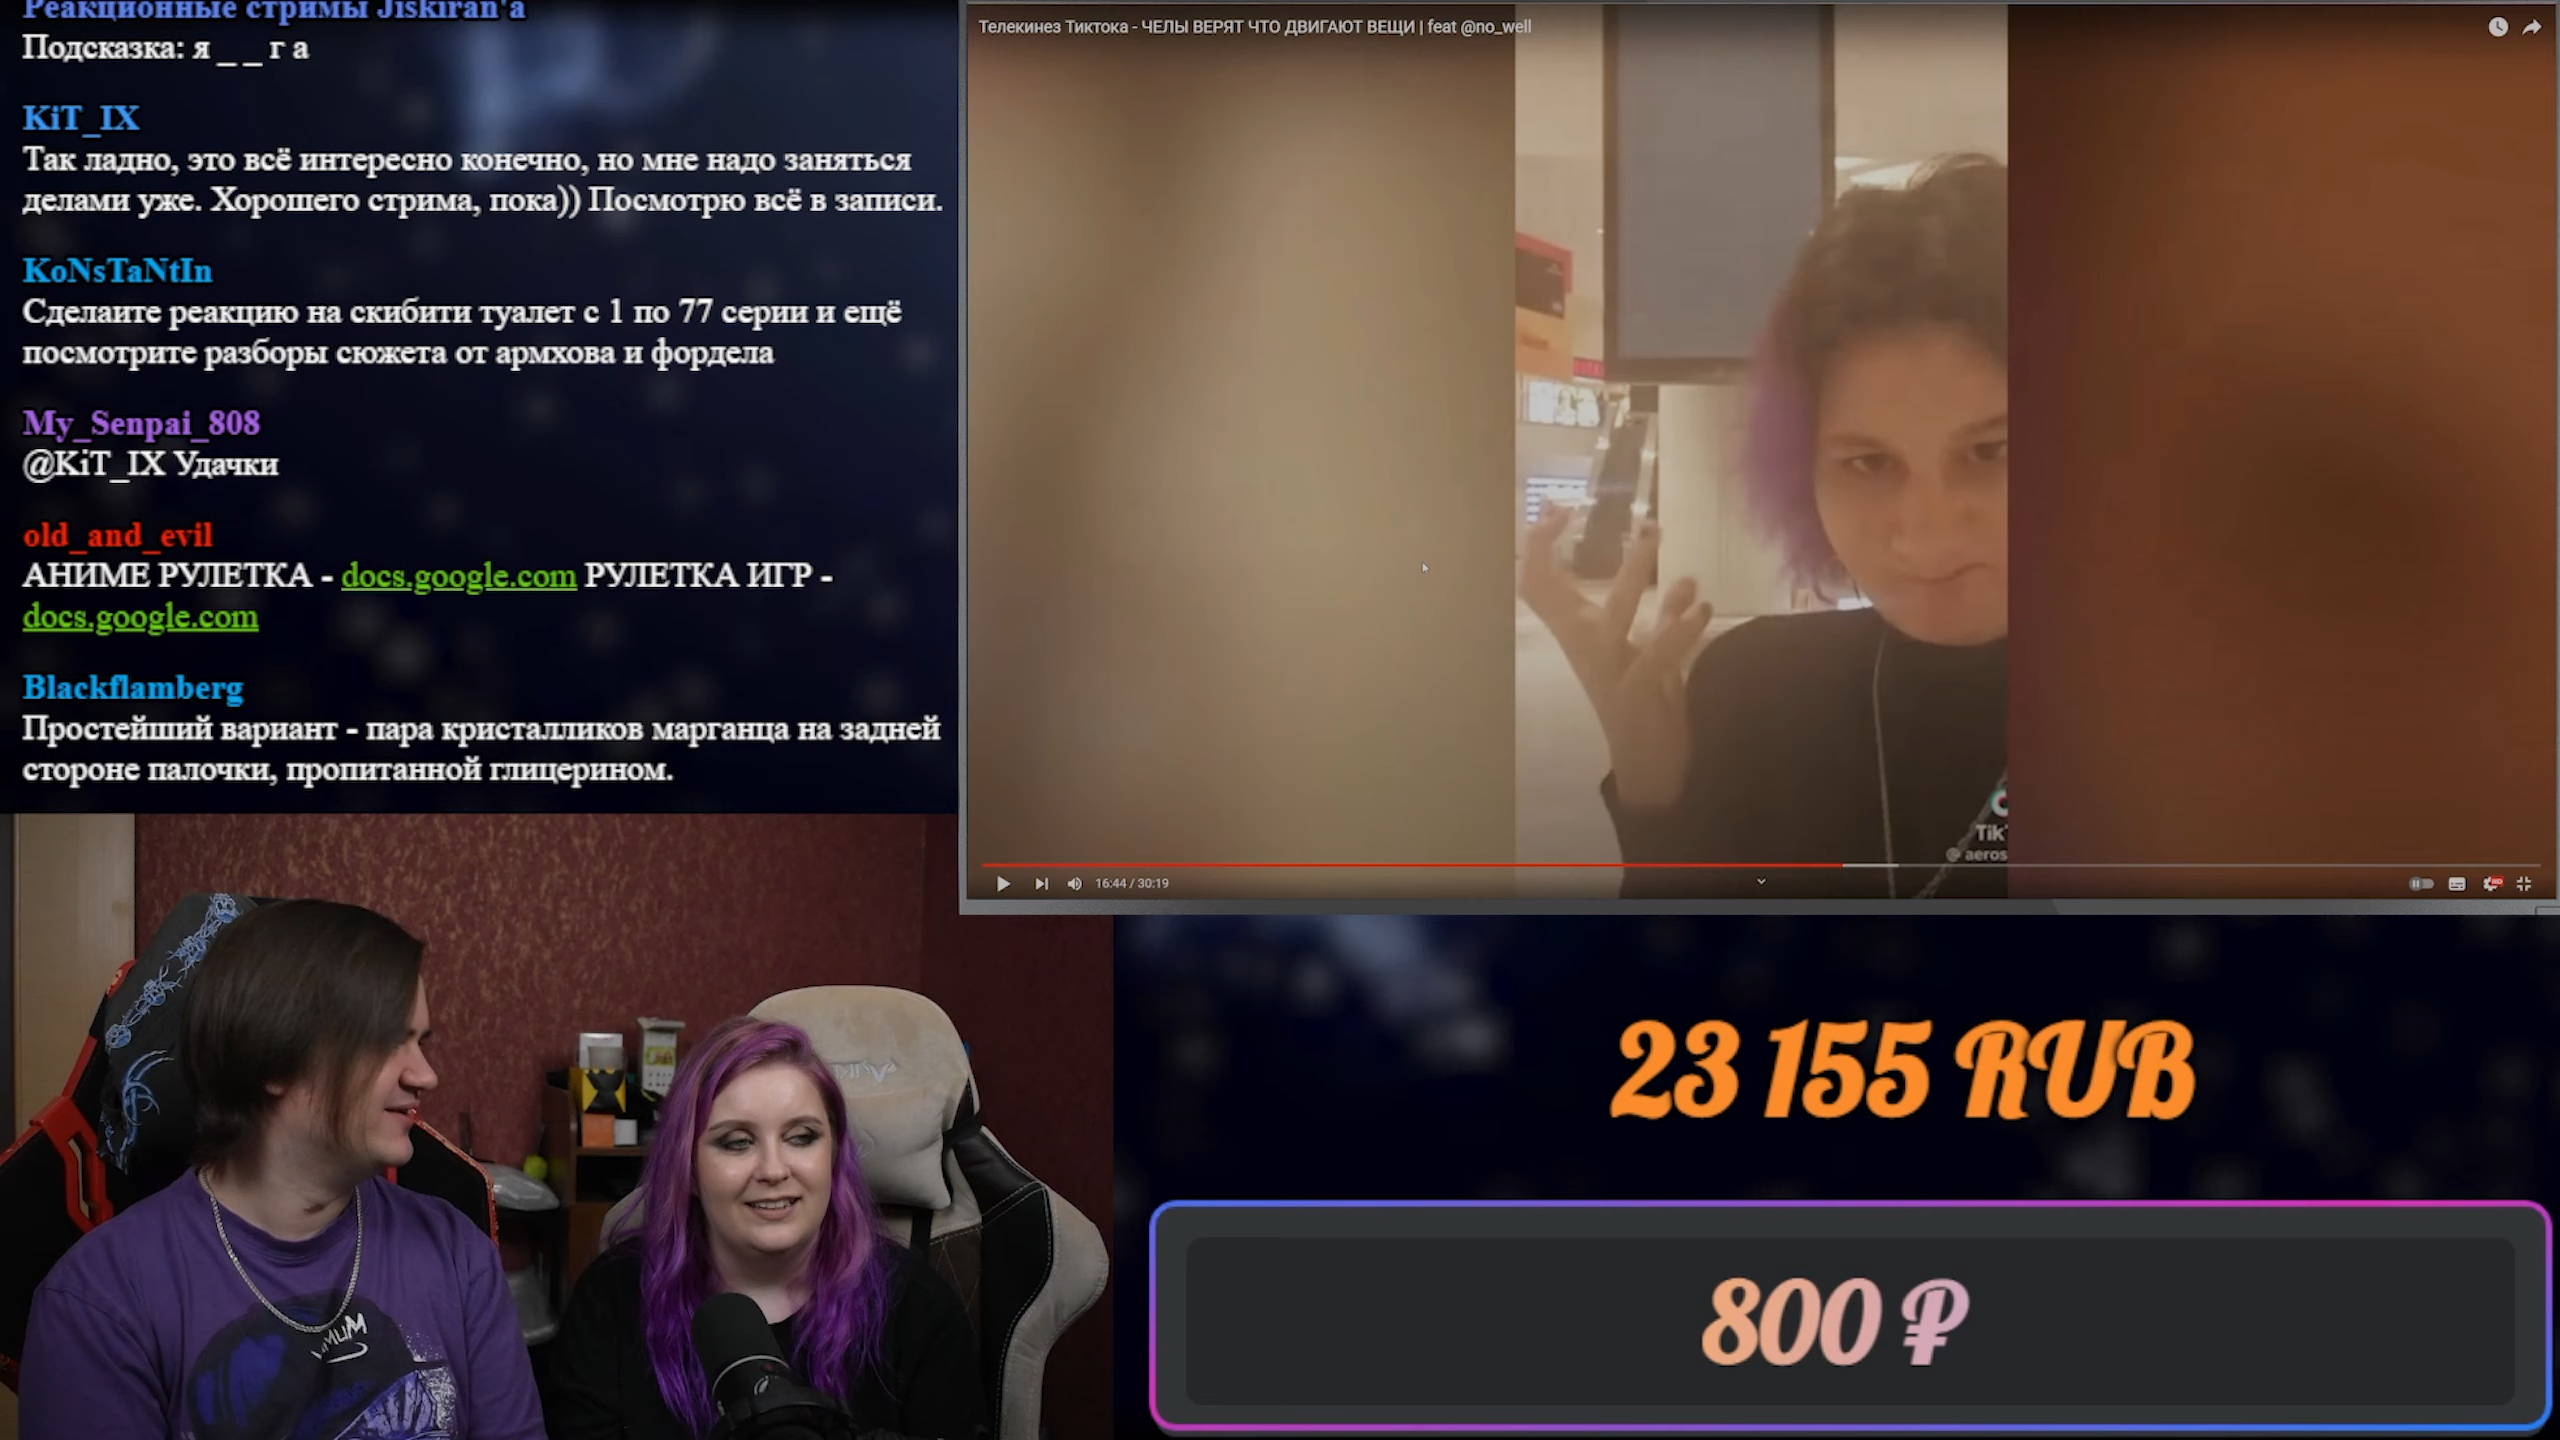 Реакционные стримы Jiskiran'a
Подсказка: я _ _ г а
KiT_IX
Так ладно, это всё интересно конечно, но мне надо заняться
делами уже. Хорошего стрима, пока)) Посмотрю всё в записи.
KoNsTaNtIn
Сделаите реакцию на скибити туалет с 1 по 77 серии и ещё
посмотрите разборы сюжета от армхова и фордела
My_Senpai_808
@KiT_IX Удачки
old_and_evil
АНИМЕ РУЛЕТКА - docs.google.com РУЛЕТКА ИГР -
docs.google.com
Blackflamberg
Простейший вариант - пара кристалликов марганца на задней
стороне палочки, пропитанной глицерином.
Телекинез Тиктока - ЧЕЛЫ ВЕРЯТ ЧТО ДВИГАЮТ ВЕЩИ | feat @no_well
Tik
@ aeros
16:44 / 30:19
HD
23 155 RUB
800 ₽